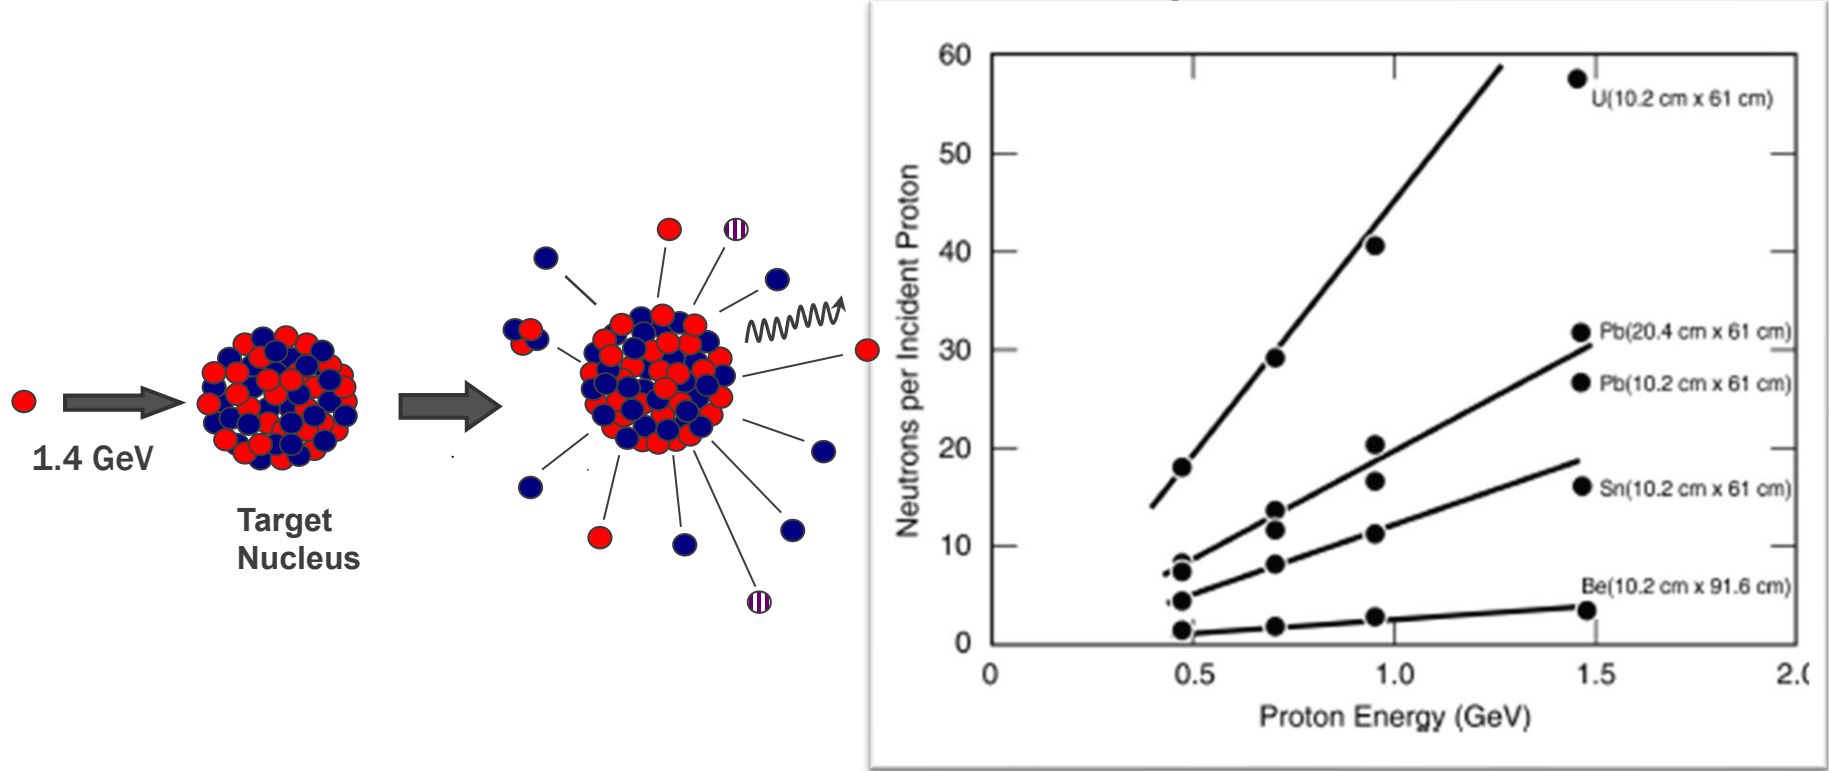 1.4 GeV
Target
Nucleus
60
50
40
30
20
10
0
Neutrons per Incident Proton
U(10.2 cm x 61 cm)
Pb(20.4 cm x 61 cm)
Pb(10.2 cm x 61 cm)
Sn(10.2 cm x 61 cm)
Be(10.2 cm x 91.6 cm)
0 0.5 1.0 1.5 2.0
Proton Energy (GeV)